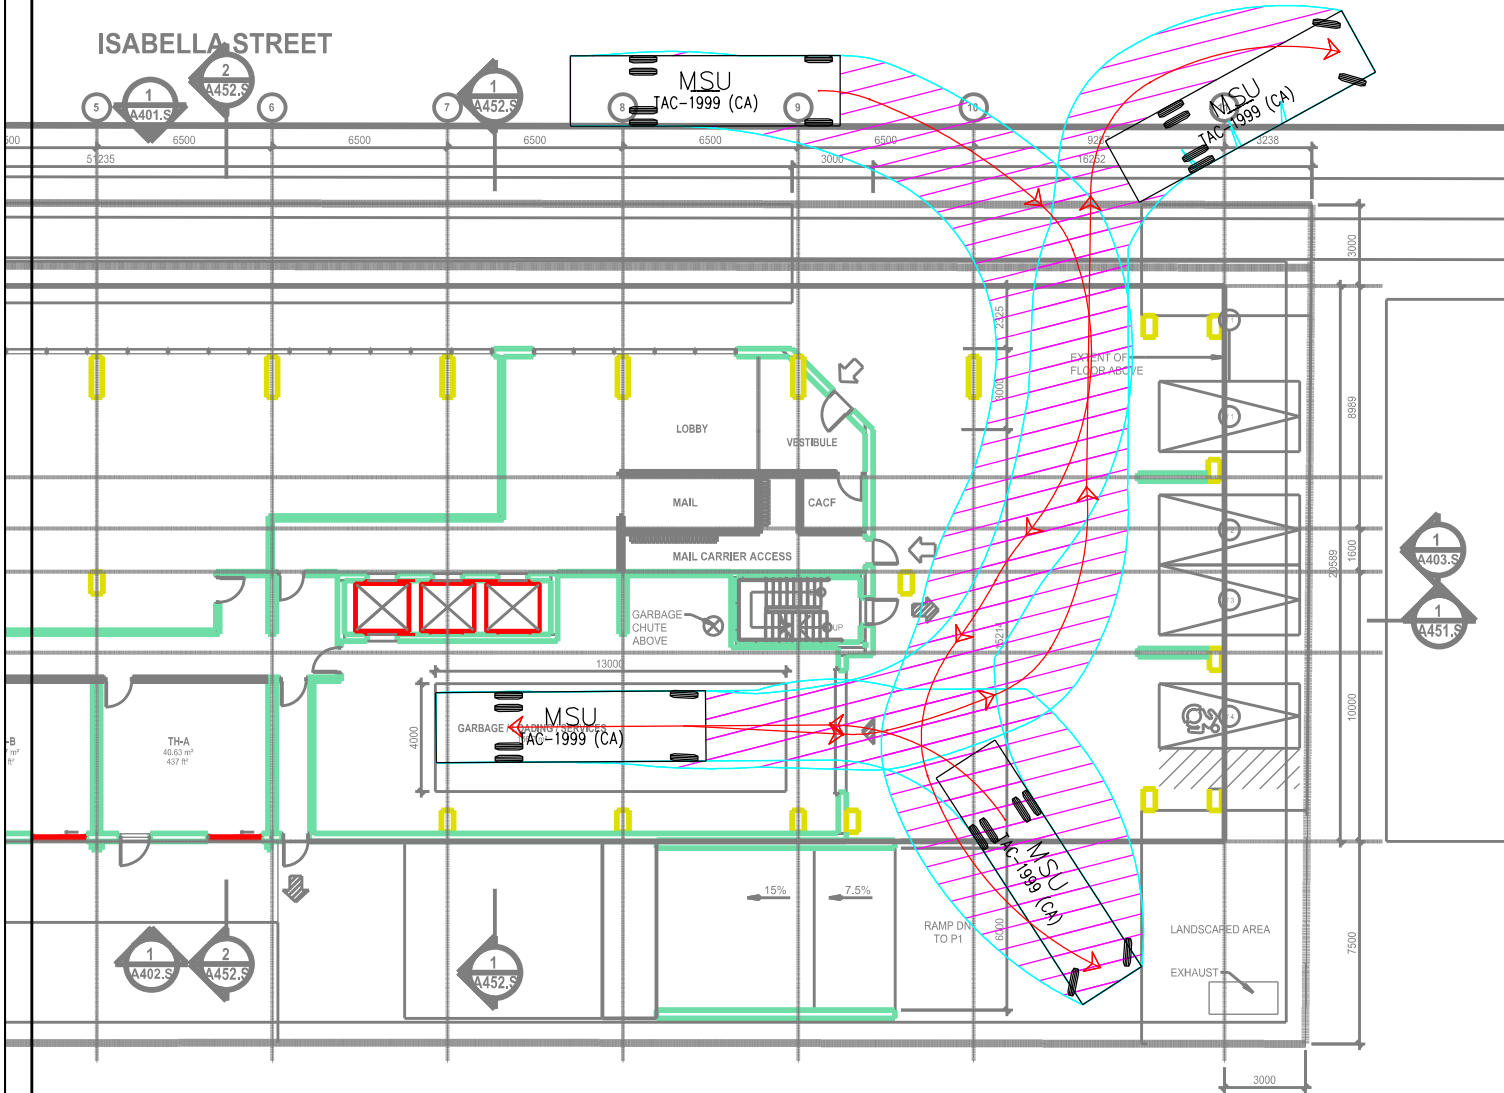 ISABELLA STREET
2
A452.S
1
A401.S
1
A452.S
5
6
7
8
9
10
MSU
TAC-1999 (CA)
MSU
TAC-1999 (CA)
6500
6500
6500
6500
6500
3238
51235
3000
16252
3000
2325
3000
8989
EXTENT OF
FLOOR ABOVE
LOBBY
VESTIBULE
MAIL
CACF
MAIL CARRIER ACCESS
1600
20589
1
A403.S
1
A451.S
GARBAGE
CHUTE
ABOVE
UP
13000
4000
MSU
TAC-1999 (CA)
10000
TH-A
40.63 m²
437 ft²
-B
MSU
TAC-1999 (CA)
15%
7.5%
RAMP DN
TO P1
6000
LANDSCAPED AREA
7500
EXHAUST
1
A402.S
2
A452.S
1
A452.S
3000